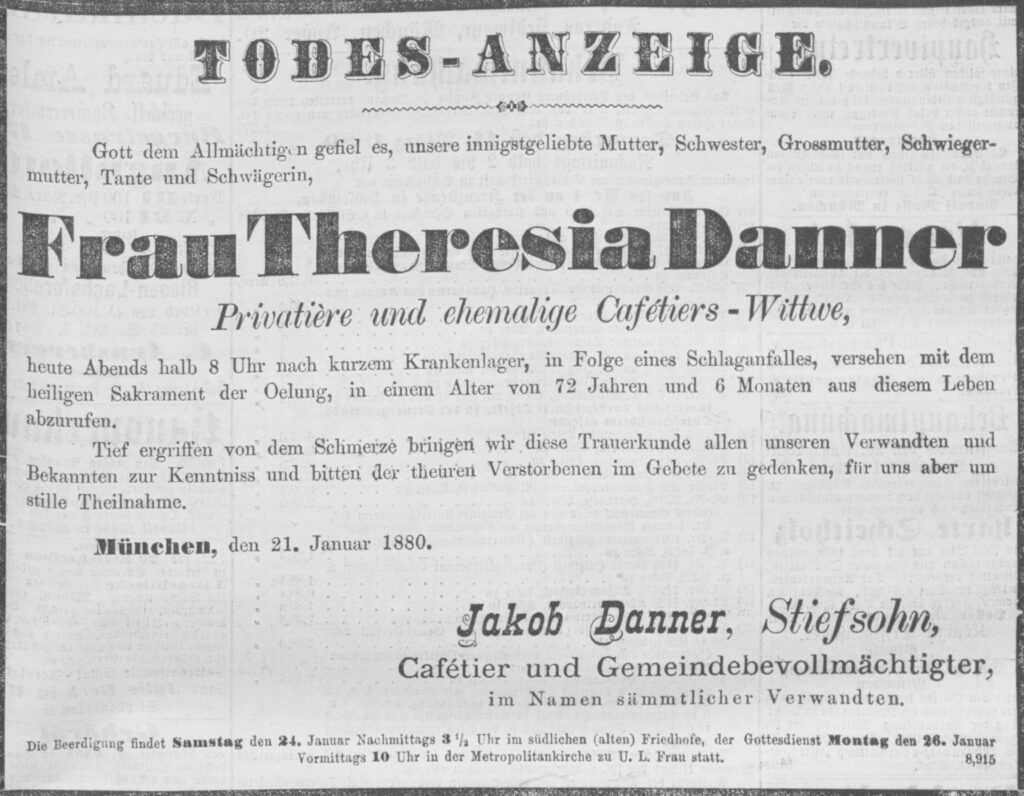 TODES-ANZEIGE.
Gott dem Allmächtigen gefiel es, unsere innigstgeliebte Mutter, Schwester, Grossmutter, Schwieger-
mutter, Tante und Schwägerin,
Frau Theresia Danner
Privatière und ehemalige Cafétiers-Wittwe,
heute Abends halb 8 Uhr nach kurzem Krankenlager, in Folge eines Schlaganfalles, versehen mit dem
heiligen Sakrament der Oelung, in einem Alter von 72 Jahren und 6 Monaten aus diesem Leben
abzurufen.
Tief ergriffen von dem Schmerze bringen wir diese Trauerkunde allen unseren Verwandten und
Bekannten zur Kenntniss und bitten der theuren Verstorbenen im Gebete zu gedenken, für uns aber um
stille Theilnahme.
München, den 21. Januar 1880.
Jakob Danner, Stiefsohn,
Cafétier und Gemeindebevollmächtigter,
im Namen sämmtlicher Verwandten.
Die Beerdigung findet Samstag den 24. Januar Nachmittags 3 1/2 Uhr im südlichen (alten) Friedhofe, der Gottesdienst Montag den 26. Januar
Vormittags 10 Uhr in der Metropolitankirche zu U. L. Frau statt. 8,915